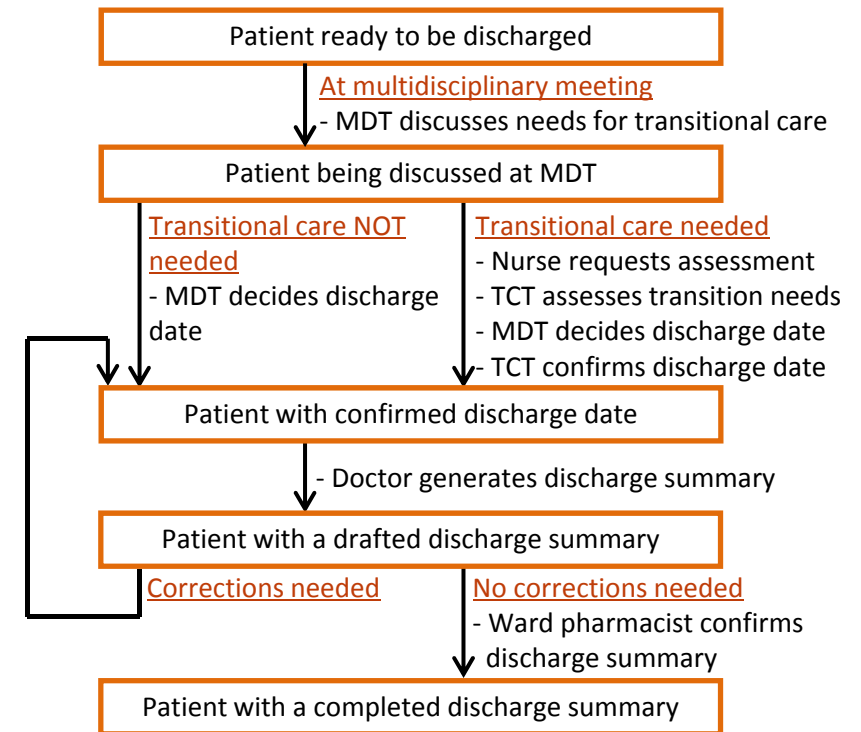 Patient ready to be discharged
At multidisciplinary meeting
- MDT discusses needs for transitional care
Patient being discussed at MDT
Transitional care NOT
needed
- MDT decides discharge
date
Transitional care needed
- Nurse requests assessment
- TCT assesses transition needs
- MDT decides discharge date
- TCT confirms discharge date
Patient with confirmed discharge date
- Doctor generates discharge summary
Patient with a drafted discharge summary
Corrections needed
No corrections needed
- Ward pharmacist confirms
discharge summary
Patient with a completed discharge summary